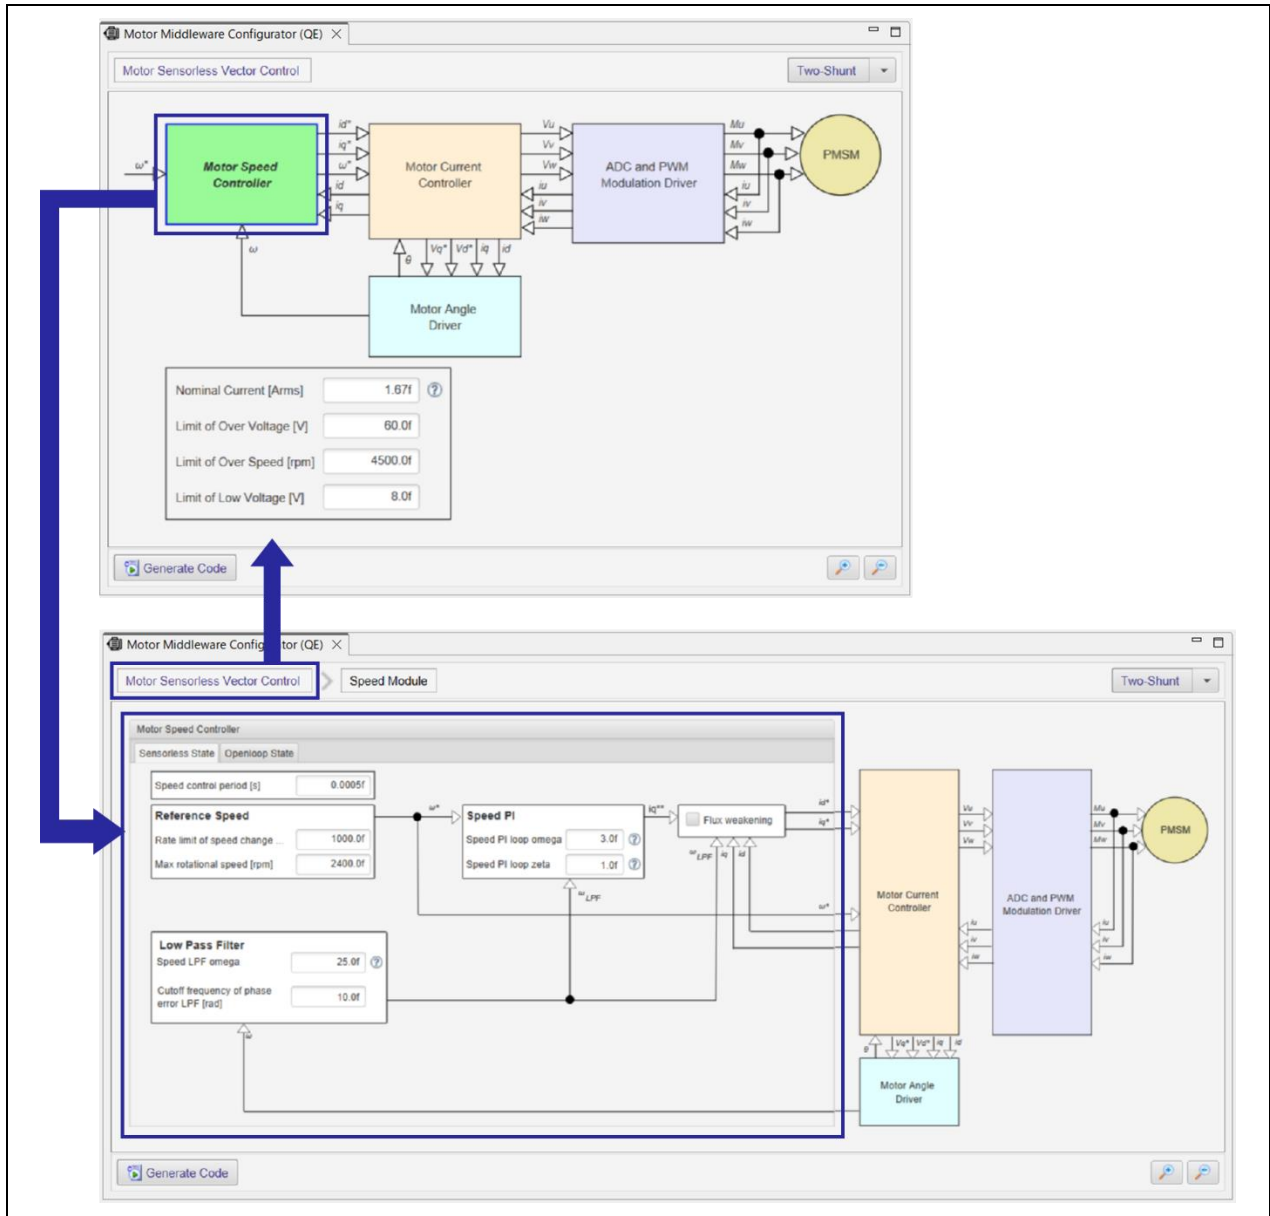 Motor Middleware Configurator (QE)
Motor Sensorless Vector Control
Two-Shunt
ω*
Motor Speed
Controller
id*
iq*
ω*
id
iq
Motor Current
Controller
Vu
Vv
Vw
iu
iv
iw
ADC and PWM
Modulation Driver
Mu
Mv
Mw
iu
iv
iw
PMSM
ω
θ
Vq*
Vd*
iq
id
Motor Angle
Driver
Nominal Current [Arms] 1.67f ?
Limit of Over Voltage [V] 60.0f
Limit of Over Speed [rpm] 4500.0f
Limit of Low Voltage [V] 8.0f
Generate Code
Motor Middleware Config tor (QE)
Motor Sensorless Vector Control
Speed Module
Two-Shunt
Motor Speed Controller
Sensorless State
Openloop State
Speed control period [s] 0.0005f
Reference Speed
Rate limit of speed change ... 1000.0f
Max rotational speed [rpm] 2400.0f
ω*
Speed PI
Speed PI loop omega 3.0f ?
Speed PI loop zeta 1.0f ?
iq**
Flux weakening
id*
iq*
ωLPF
iq
id
ωLPF
ω*
Low Pass Filter
Speed LPF omega 25.0f ?
Cutoff frequency of phase
error LPF [rad] 10.0f
ω
Motor Current
Controller
Vu
Vv
Vw
iu
iv
iw
ADC and PWM
Modulation Driver
Mu
Mv
Mw
iu
iv
iw
PMSM
θ
Vq*
Vd*
iq
id
Motor Angle
Driver
Generate Code